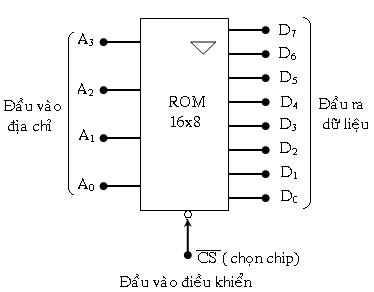 A3
A2
A1
A0
Đầu vào
địa chỉ
ROM
16x8
D7
D6
D5
D4
D3
D2
D1
D0
Đầu ra
dữ liệu
CS ( chọn chip)
Đầu vào điều khiển